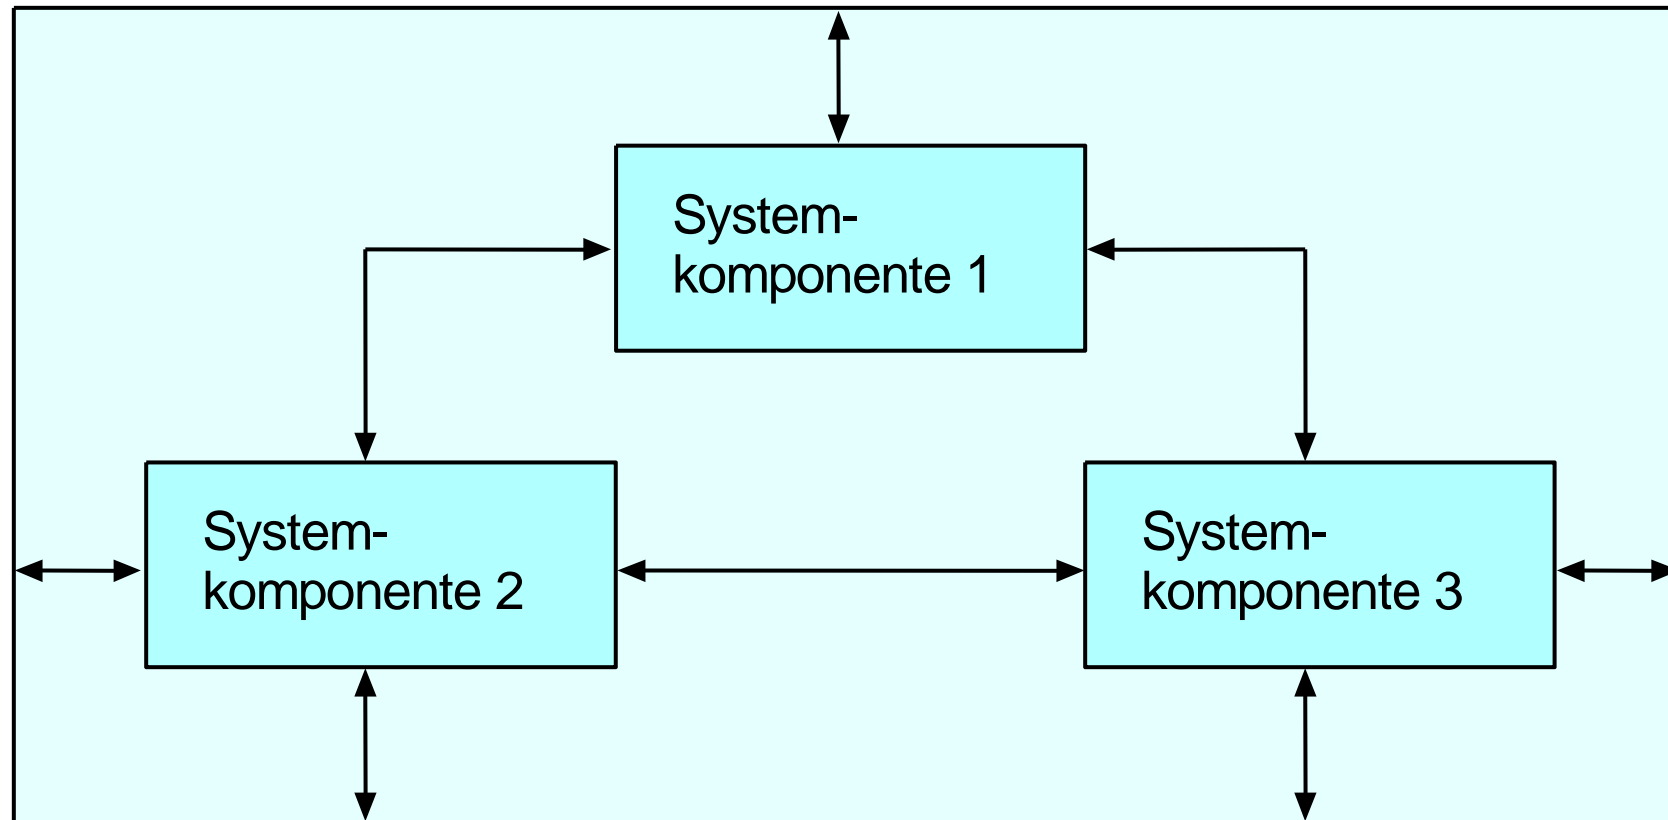 System-
komponente 1
System-
komponente 2
System-
komponente 3